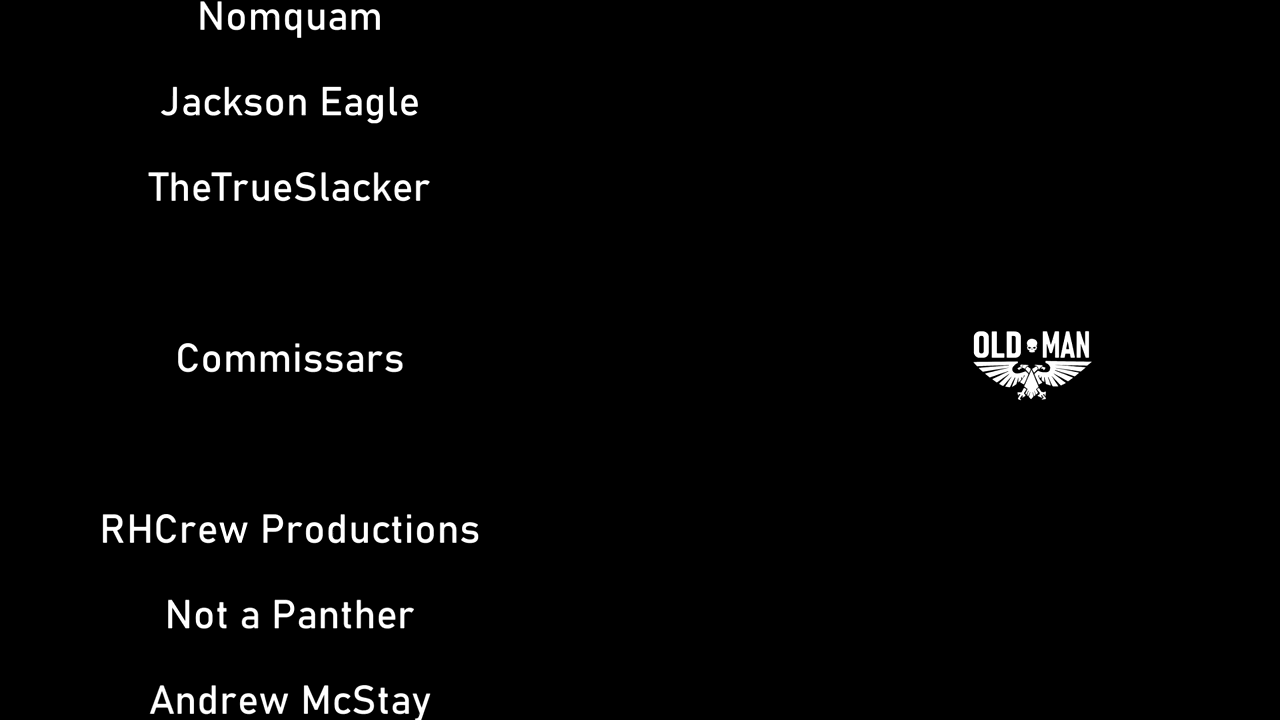 Nomquam
Jackson Eagle
TheTrueSlacker
Commissars
RHCrew Productions
Not a Panther
Andrew McStay
OLD MAN